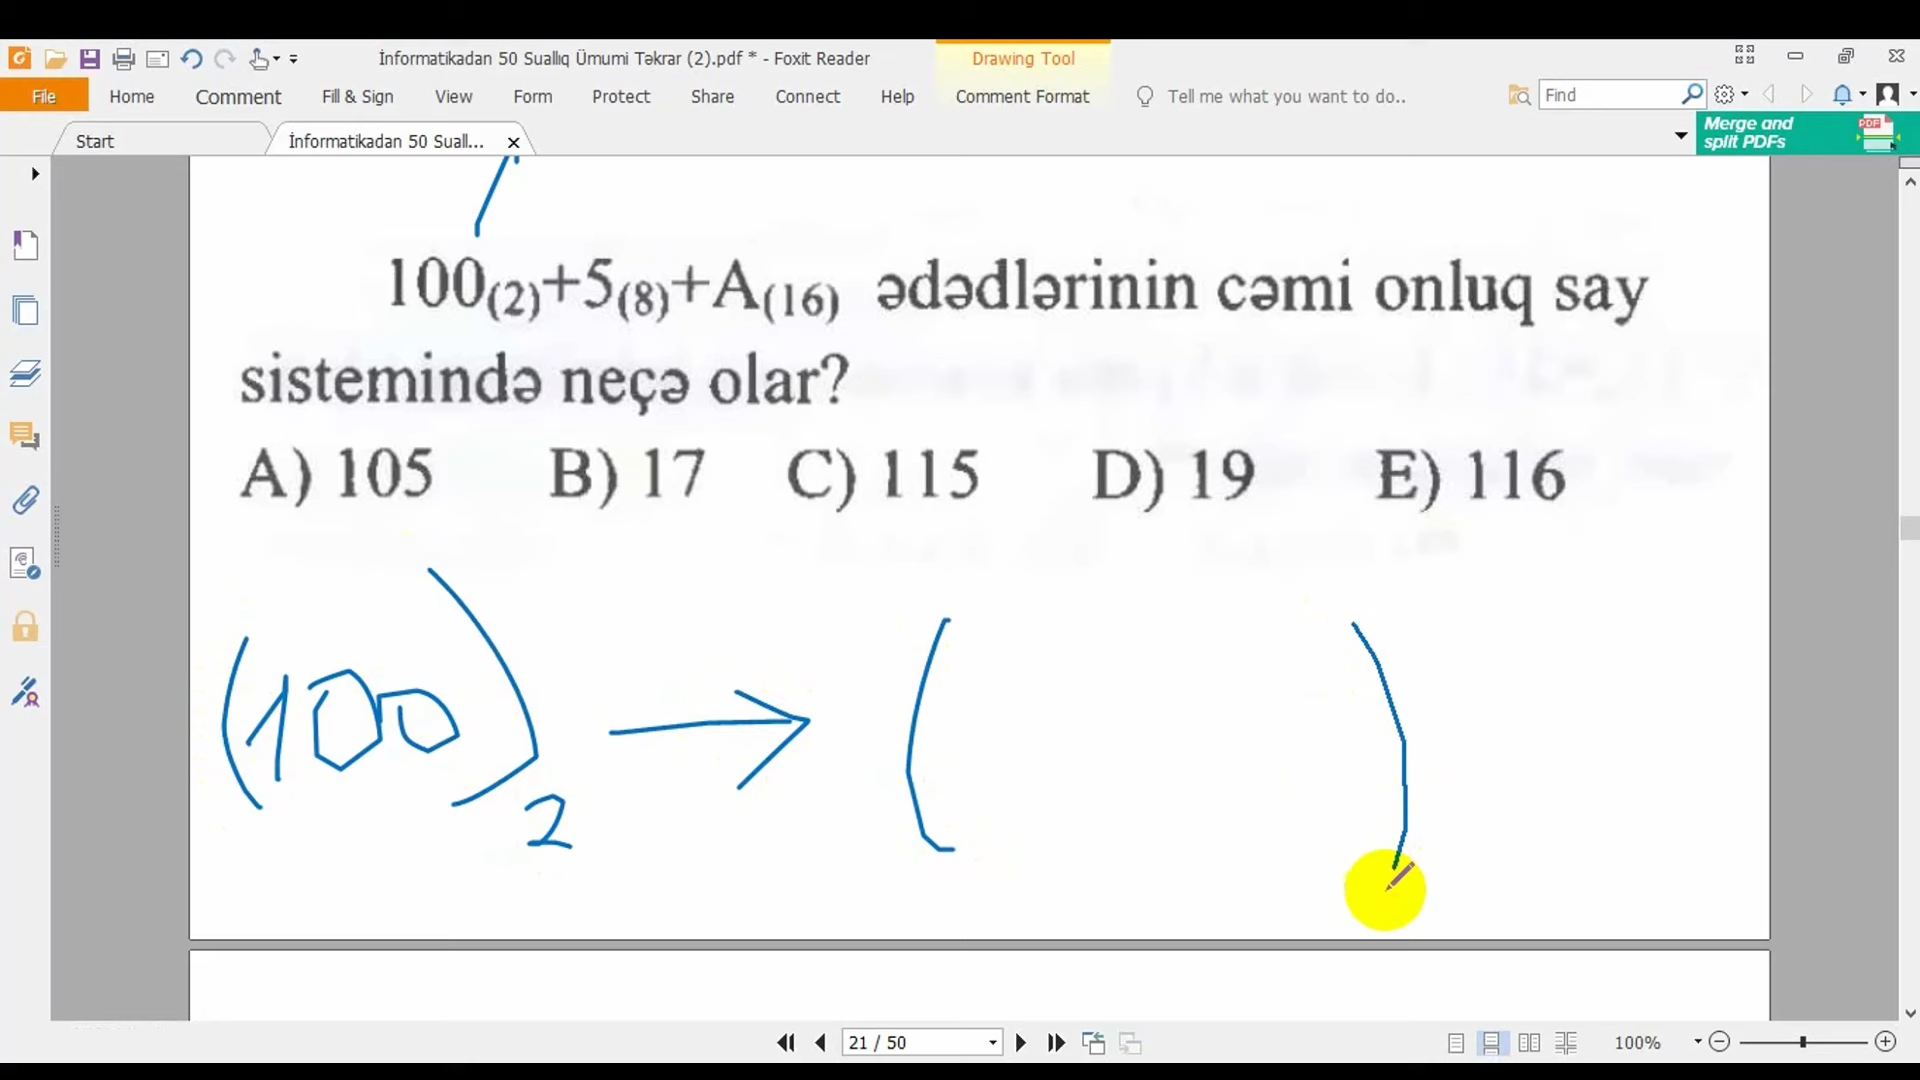 İnformatikadan 50 Suallıq Ümumi Təkrar (2).pdf * - Foxit Reader
Drawing Tool
File Home Comment Fill & Sign View Form Protect Share Connect Help Comment Format Tell me what you want to do.. Find
Start İnformatikadan 50 Suall... Merge and split PDFs
PDF
100(2)+5(8)+A(16) ədədlərinin cəmi onluq say
sistemində neçə olar?
A) 105 B) 17 C) 115 D) 19 E) 116
(100)2 → ( )
21 / 50 100%